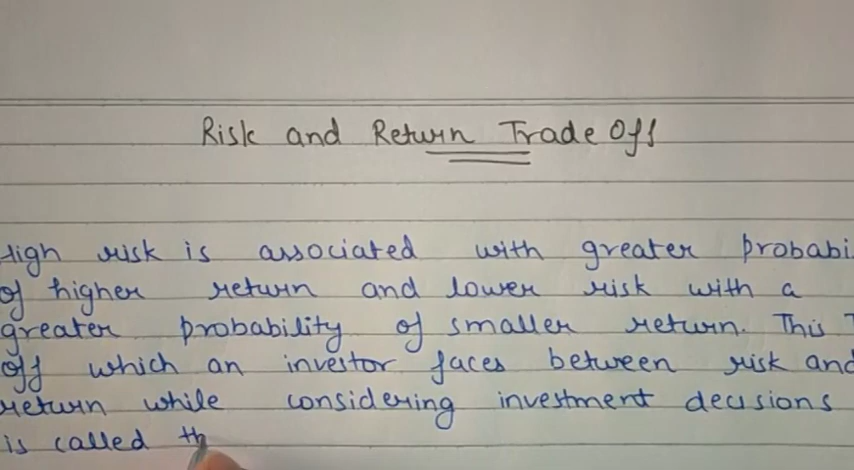 Risk and Return Trade Off
High risk is associated with greater probabi
of higher return and lower risk with a
greater probability of smaller return. This T
off which an investor faces between risk and
return while considering investment decisions
is called th